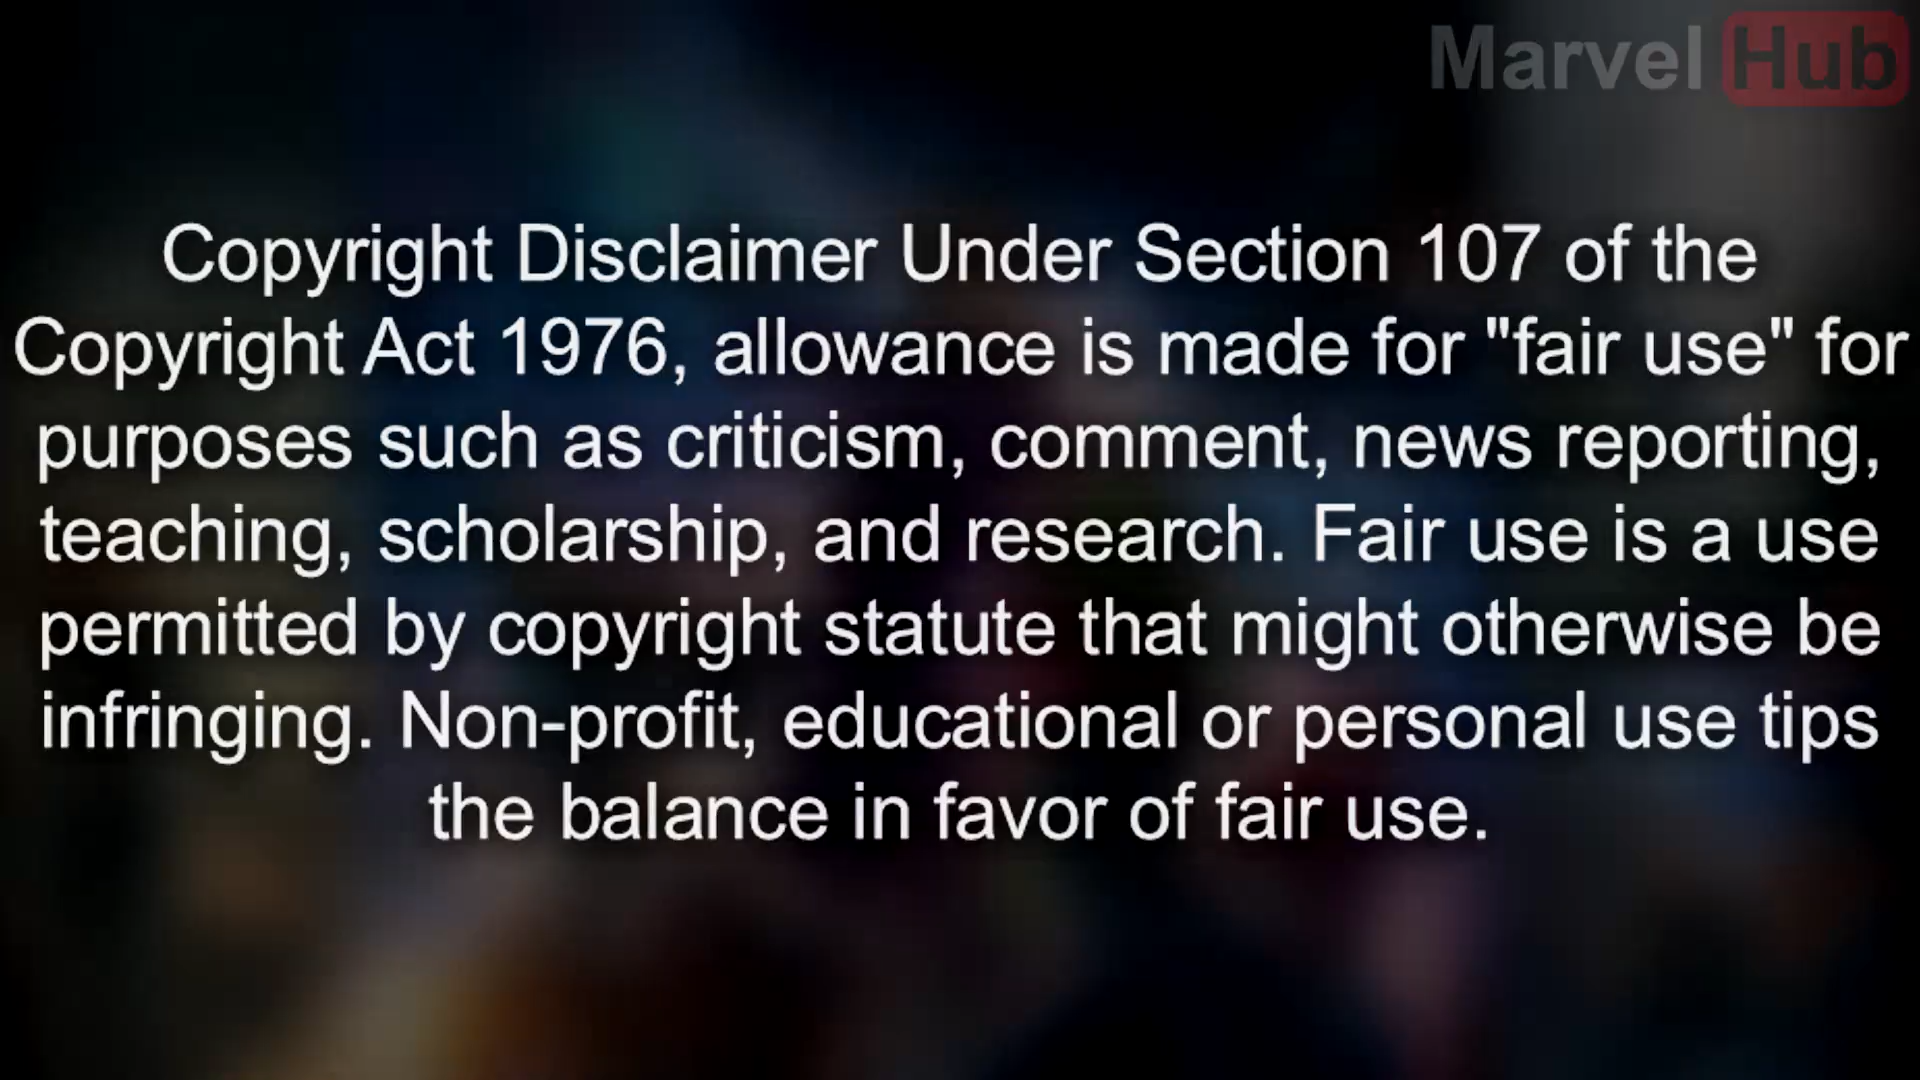 Marvel Hub
Copyright Disclaimer Under Section 107 of the
Copyright Act 1976, allowance is made for "fair use" for
purposes such as criticism, comment, news reporting,
teaching, scholarship, and research. Fair use is a use
permitted by copyright statute that might otherwise be
infringing. Non-profit, educational or personal use tips
the balance in favor of fair use.